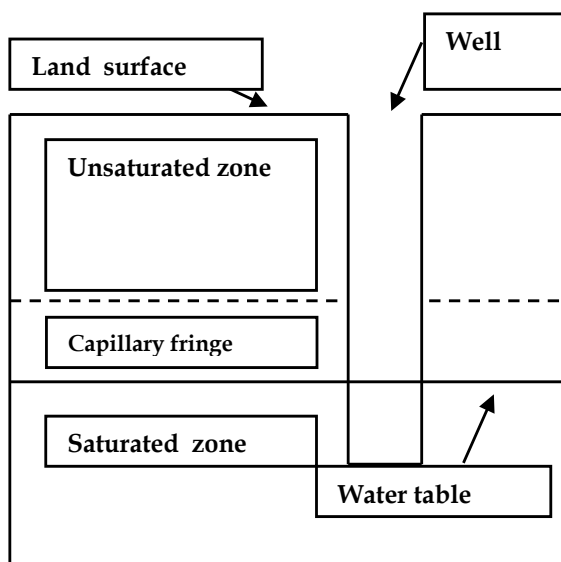 Well
Land surface
Unsaturated zone
Capillary fringe
Saturated zone
Water table